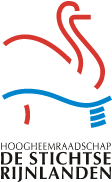 HOOGHEEMRAADSCHAP
DE STICHTSE
RIJNLANDEN